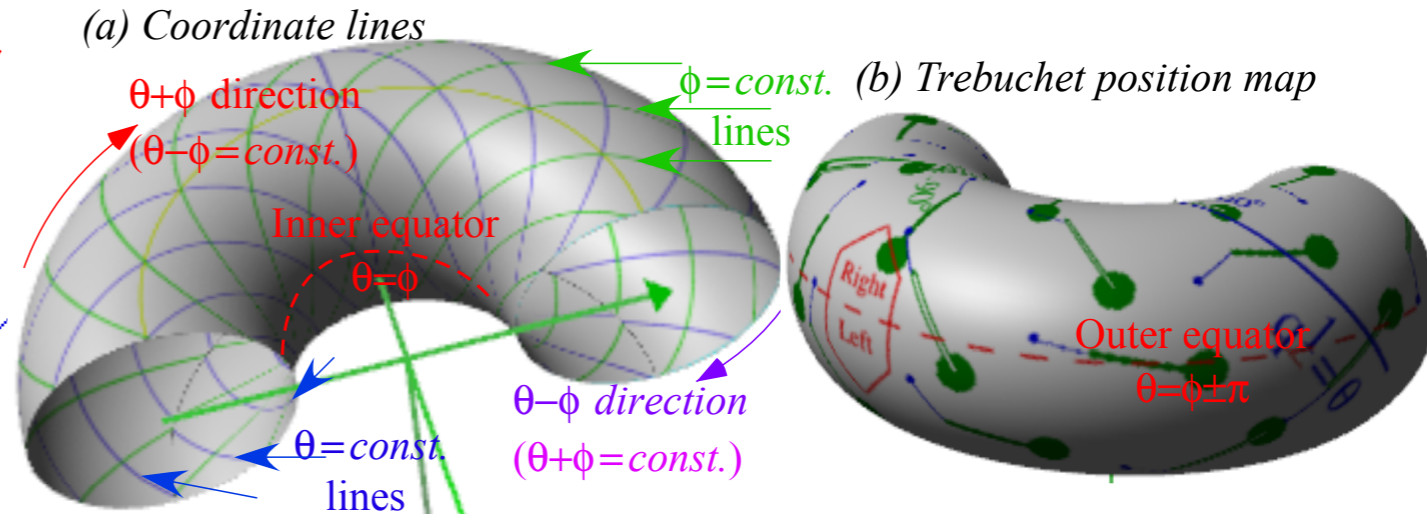 (a) Coordinate lines
θ+φ direction
(θ−φ=const.)
φ=const.
lines
Inner equator
θ=φ
θ−φ direction
(θ+φ=const.)
θ=const.
lines
(b) Trebuchet position map
Right
Left
Outer equator
θ=φ±π